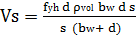 Vs = fyh d ρvol bw d s
s (bw+ d)